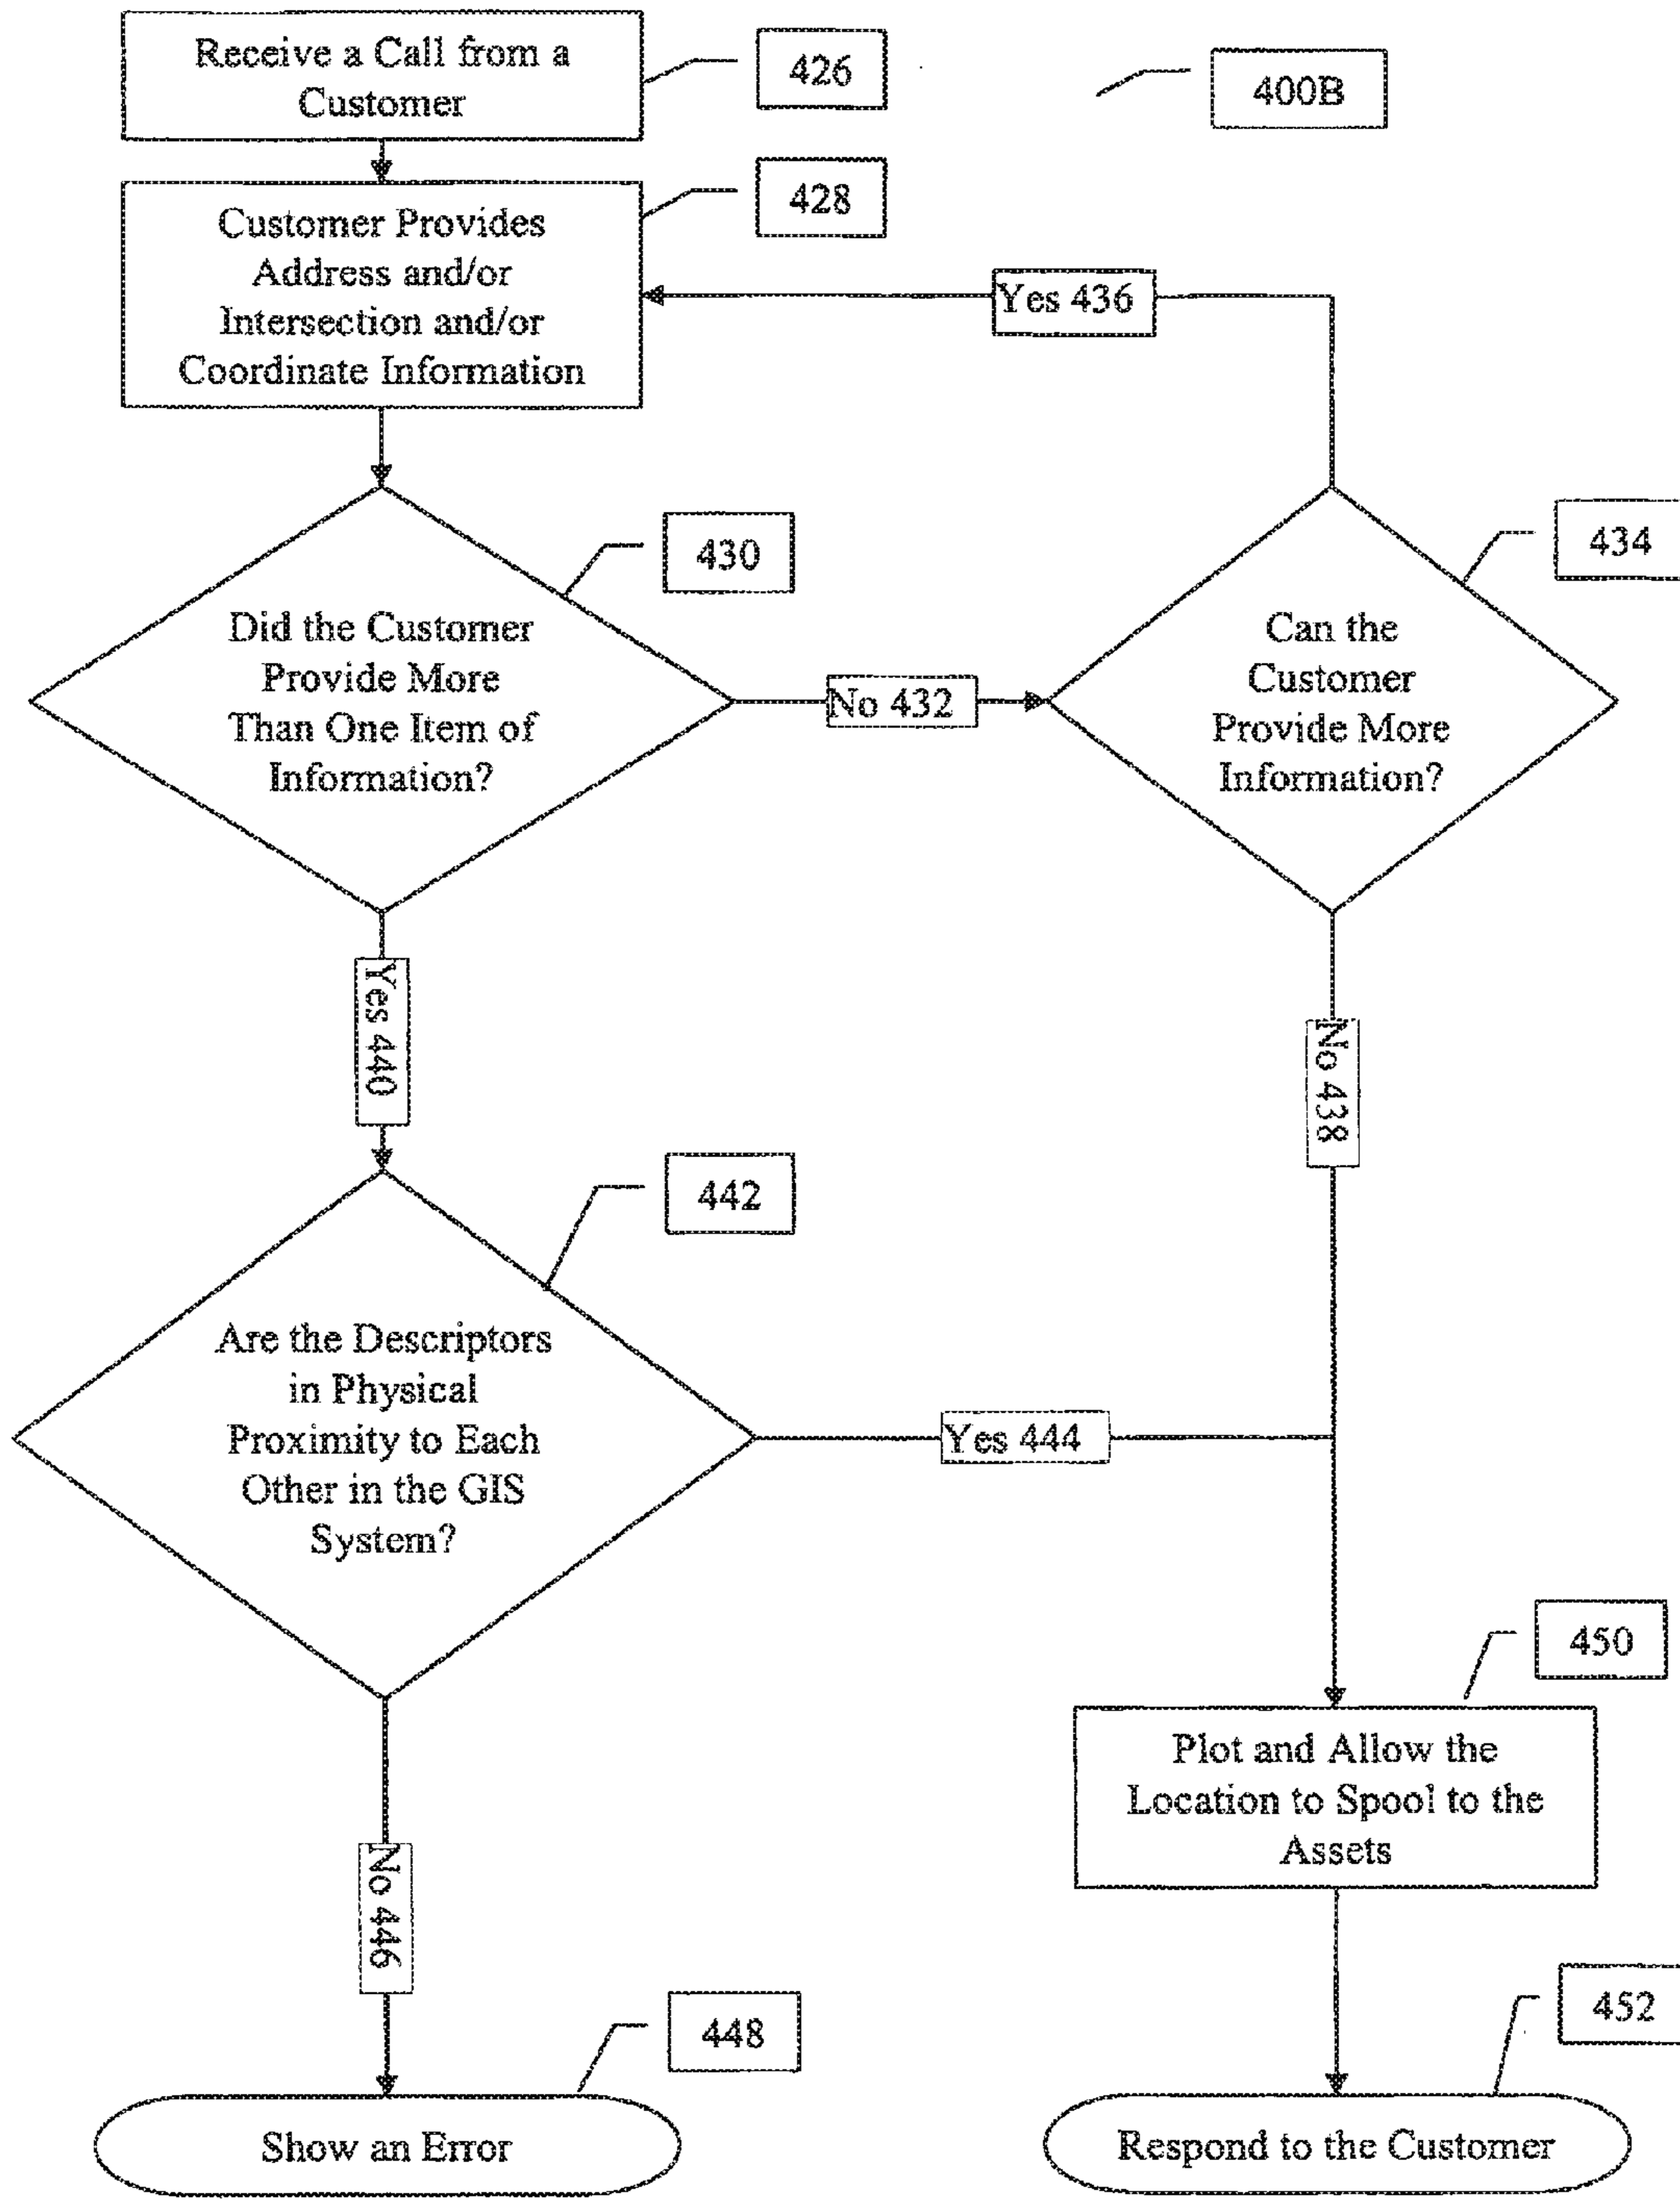 Receive a Call from a
Customer
426
400B
428
Customer Provides
Address and/or
Intersection and/or
Coordinate Information
Yes 436
430
434
Did the Customer
Provide More
Than One Item of
Information?
No 432
Can the
Customer
Provide More
Information?
Yes 440
No 438
442
Are the Descriptors
in Physical
Proximity to Each
Other in the GIS
System?
Yes 444
450
Plot and Allow the
Location to Spool to the
Assets
No 446
448
452
Show an Error
Respond to the Customer